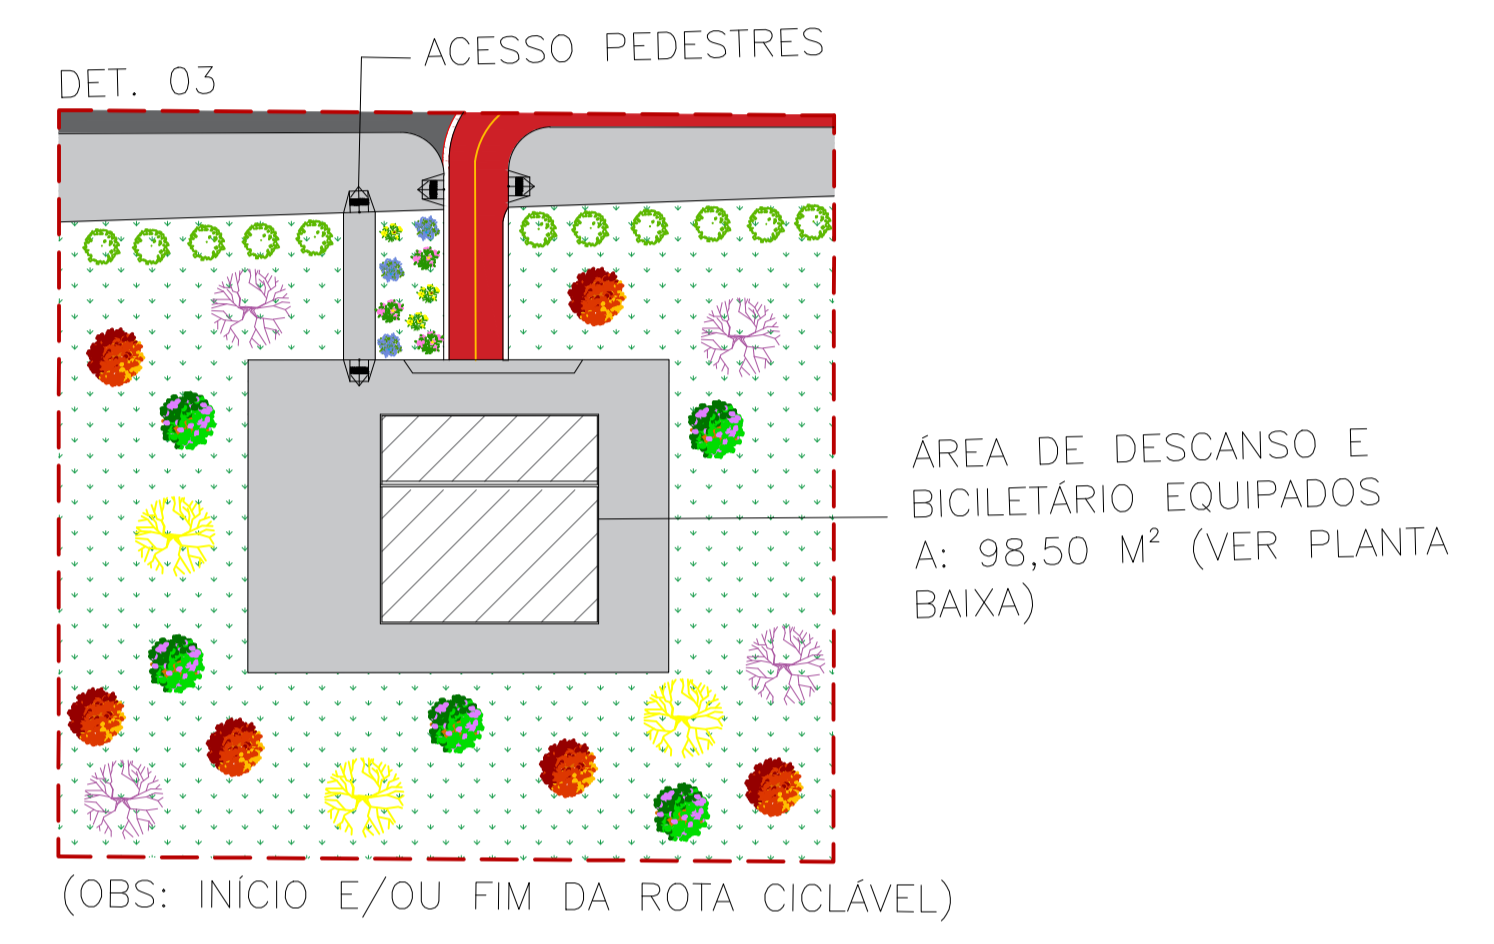 ACESSO PEDESTRES
DET. 03
ÁREA DE DESCANSO E
BICILETÁRIO EQUIPADOS
A: 98,50 M² (VER PLANTA
BAIXA)
(OBS: INÍCIO E/OU FIM DA ROTA CICLÁVEL)